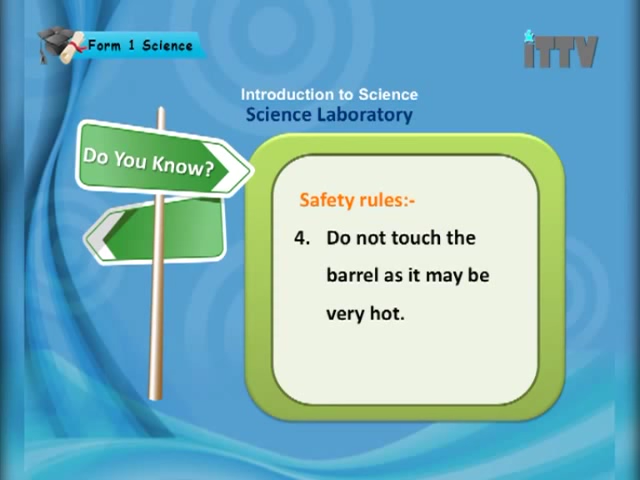 Form 1 Science
iTTV
Introduction to Science
Science Laboratory
Do You Know?
Safety rules:-
4. Do not touch the
barrel as it may be
very hot.